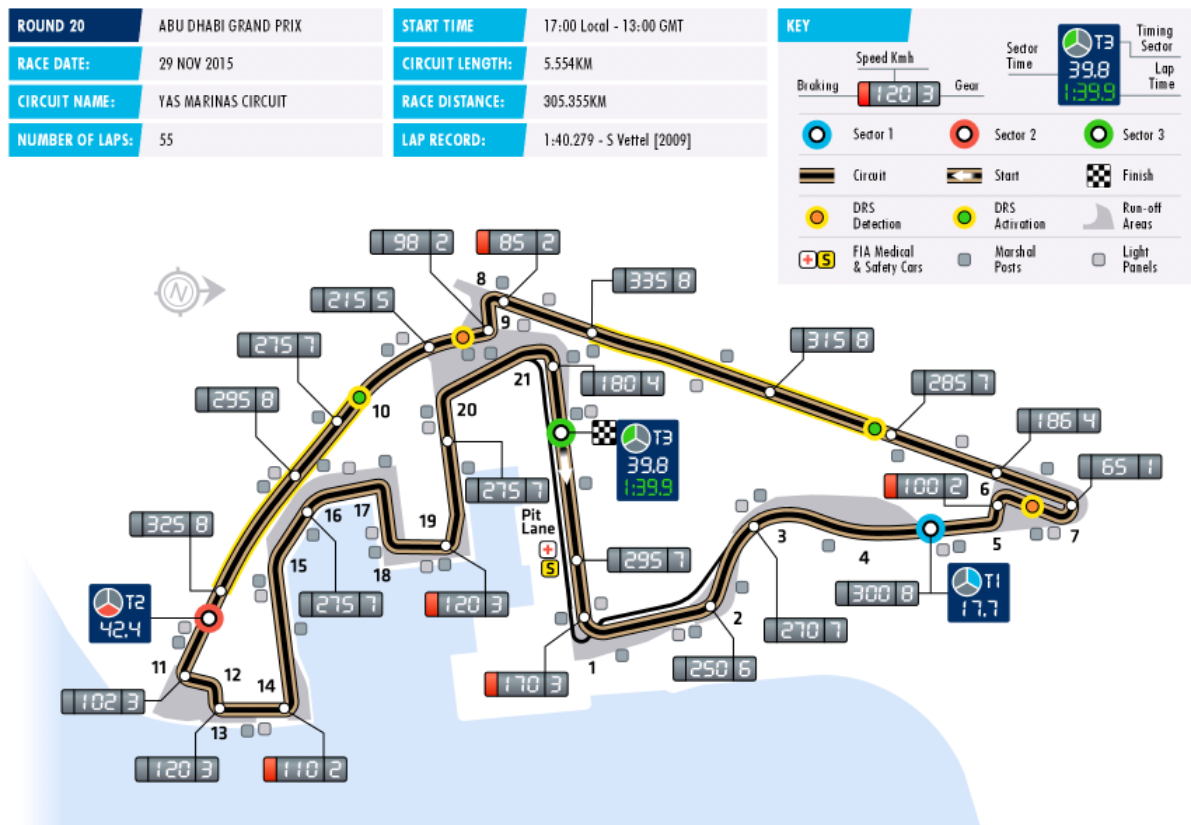 ROUND 20 ABU DHABI GRAND PRIX
RACE DATE: 29 NOV 2015
CIRCUIT NAME: YAS MARINAS CIRCUIT
NUMBER OF LAPS: 55
START TIME 17:00 Local - 13:00 GMT
CIRCUIT LENGTH: 5.554KM
RACE DISTANCE: 305.355KM
LAP RECORD: 1:40.279 - S Vettel [2009]
KEY
Speed Kmh
Braking 120 3 Gear
Sector
Time
T3
39.8
1:39.9
Timing
Sector
Lap
Time
Sector 1
Sector 2
Sector 3
Circuit
Start
Finish
DRS
Detection
DRS
Activation
Run-off
Areas
+ S
FIA Medical
& Safety Cars
Marshal
Posts
Light
Panels
N
98 2
85 2
8
335 8
215 5
9
275 7
315 8
21
180 4
285 7
295 8
10
20
186 4
T3
39.8
1:39.9
65 1
275 7
100 2
6
16
17
19
Pit
Lane
+
S
325 8
3
4
5
7
15
18
295 7
T2
42.4
275 7
120 3
300 8
T1
17.7
2
270 7
11
12
14
1
250 6
170 3
102 3
13
120 3
110 2